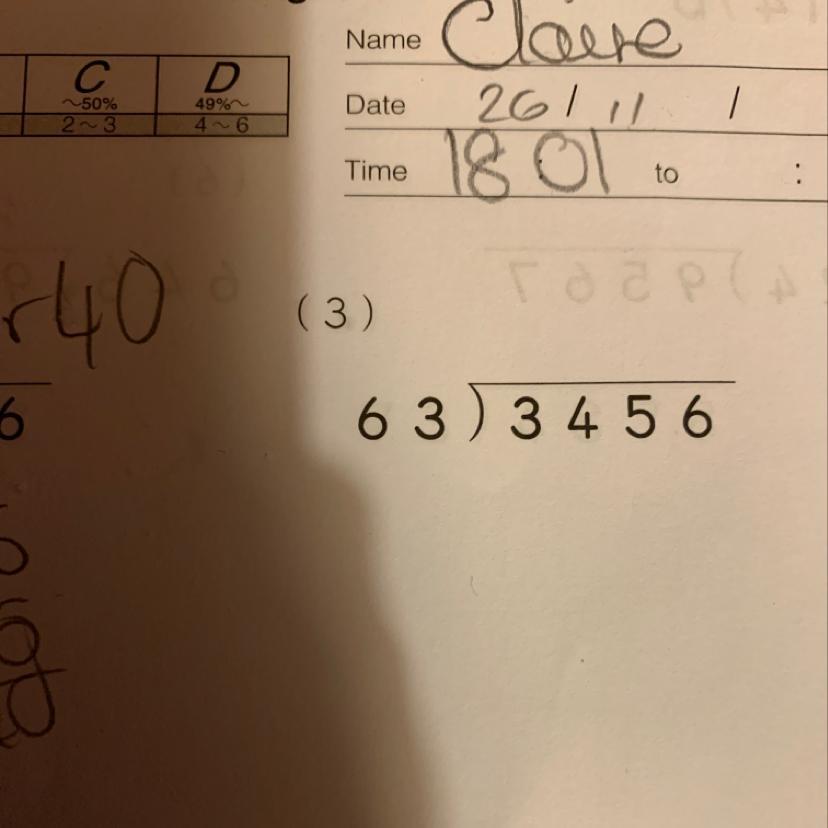 Name Claire
C D
~50% 49%~
Date 26 / 11 /
2~3 4~6
Time 18 01 to :
r40 (3)
6 63)3456